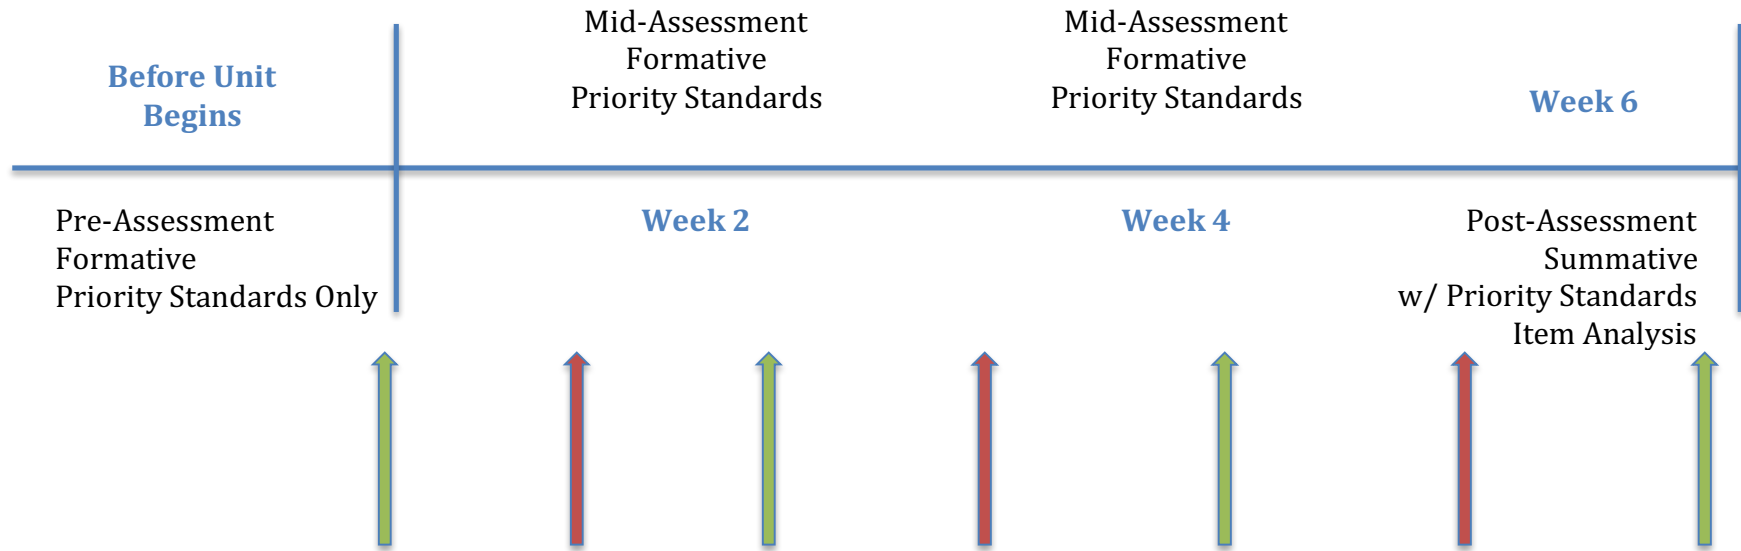 Before Unit
Begins
Mid-Assessment
Formative
Priority Standards
Mid-Assessment
Formative
Priority Standards
Week 6
Pre-Assessment
Formative
Priority Standards Only
Week 2
Week 4
Post-Assessment
Summative
w/ Priority Standards
Item Analysis